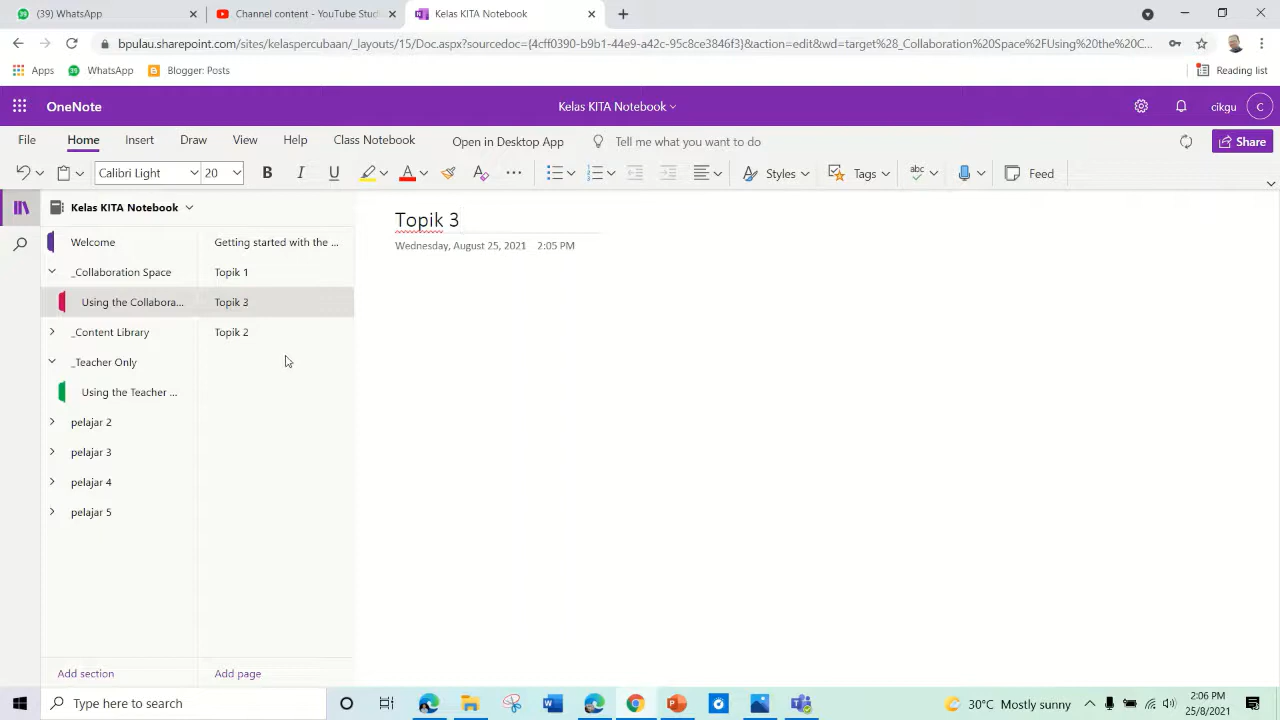 (39) WhatsApp
Channel content - YouTube Stud
Kelas KITA Notebook
bpulau.sharepoint.com/sites/kelaspercubaan/_layouts/15/Doc.aspx?sourcedoc={4cff0390-b9b1-44e9-a42c-95c8ce3846f3}&action=edit&wd=target%28_Collaboration%20Space%2FUsing%20the%20C...
Apps
WhatsApp
Blogger: Posts
Reading list
OneNote
Kelas KITA Notebook
cikgu
C
File
Home
Insert
Draw
View
Help
Class Notebook
Open in Desktop App
Tell me what you want to do
Share
Calibri Light
20
B
I
U
A
A
Styles
Tags
abc
Feed
Kelas KITA Notebook
Welcome
_Collaboration Space
Using the Collabora...
_Content Library
_Teacher Only
Using the Teacher ...
pelajar 2
pelajar 3
pelajar 4
pelajar 5
Add section
Getting started with the ...
Topik 1
Topik 3
Topik 2
Add page
Topik 3
Wednesday, August 25, 2021 2:05 PM
Type here to search
30°C Mostly sunny
2:06 PM
25/8/2021